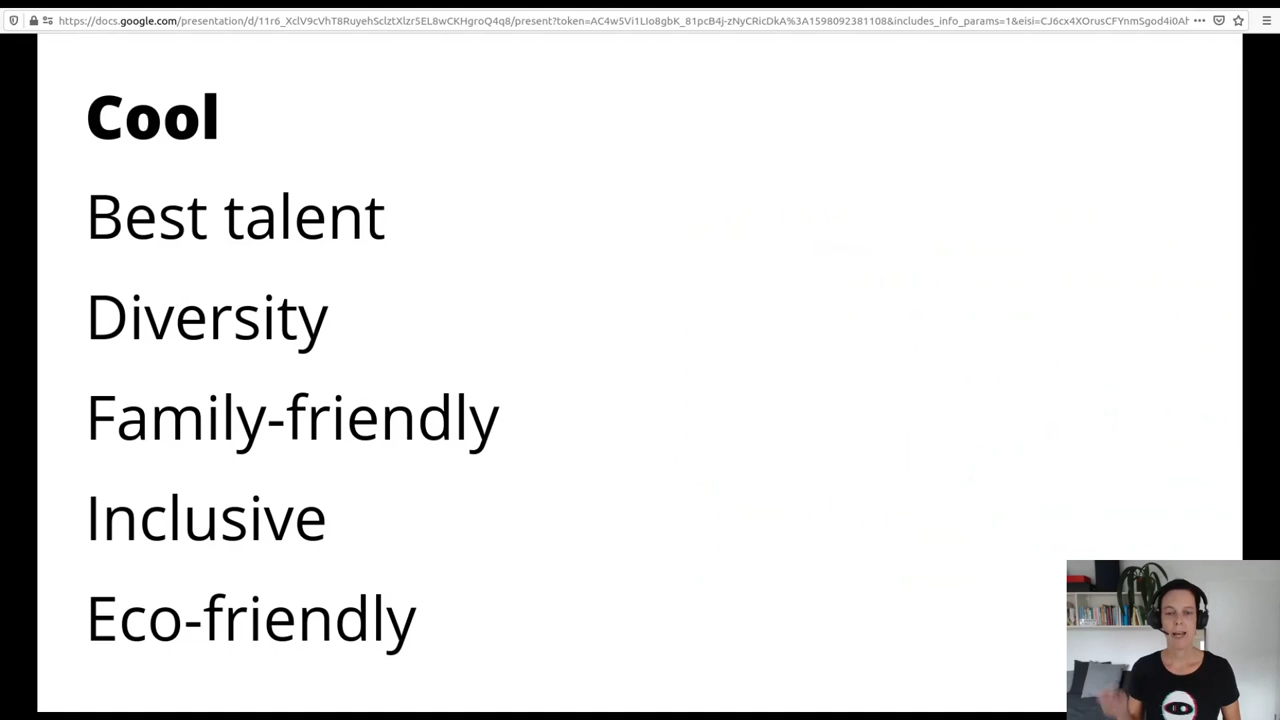 Cool
Best talent
Diversity
Family-friendly
Inclusive
Eco-friendly